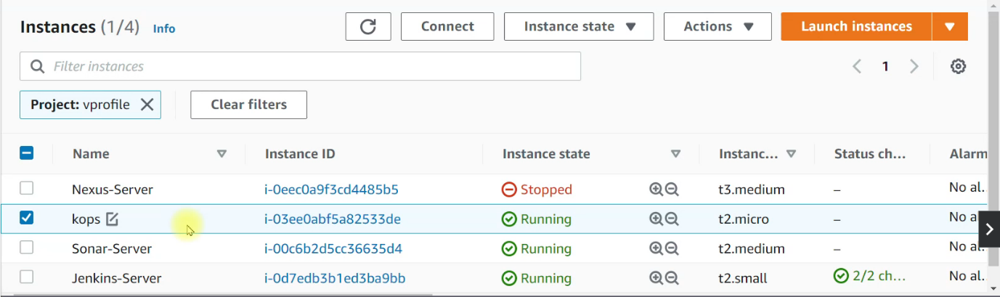 Instances (1/4) Info Connect Instance state Actions Launch instances
Filter instances 1
Project: vprofile Clear filters
Name Instance ID Instance state Instanc... Status ch... Alarm
Nexus-Server i-0eec0a9f3cd4485b5 Stopped t3.medium – No al...
kops i-03ee0abf5a82533de Running t2.micro – No a
Sonar-Server i-00c6b2d5cc36635d4 Running t2.medium – No al...
Jenkins-Server i-0d7edb3b1ed3ba9bb Running t2.small 2/2 ch... No al...